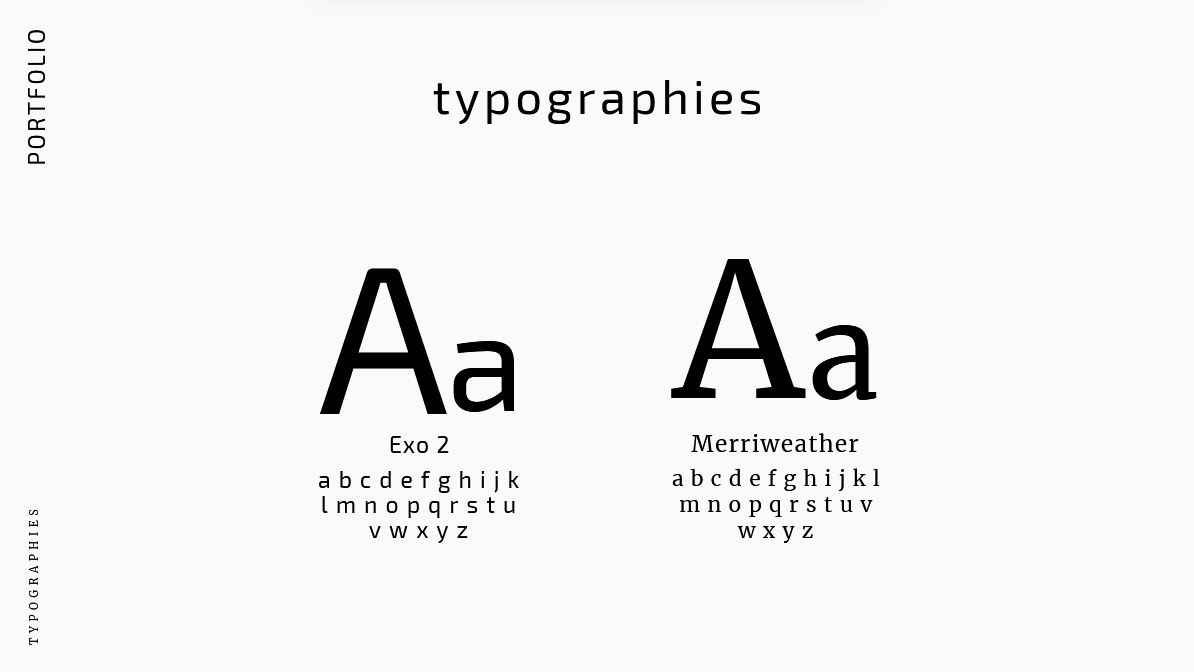 PORTFOLIO
typographies
Aa
Exo 2
a b c d e f g h i j k
l m n o p q r s t u
v w x y z
Aa
Merriweather
a b c d e f g h i j k l
m n o p q r s t u v
w x y z
TYPOGRAPHIES